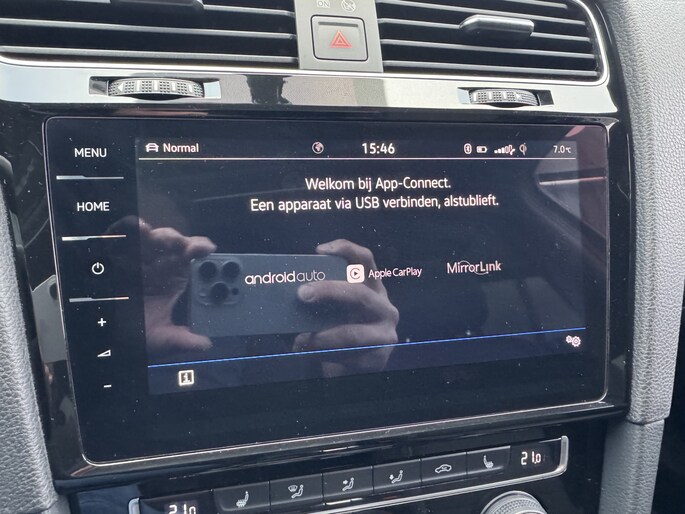 ON
MENU
HOME
Normal
15:46
7.0°C
Welkom bij App-Connect.
Een apparaat via USB verbinden, alstublieft.
androidauto
Apple CarPlay
MirrorLink
+
-
21.0
21.0